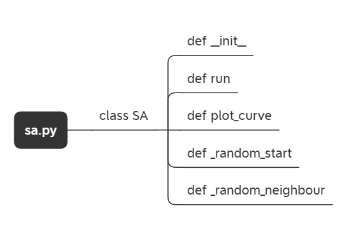 sa.py
class SA
def __init__
def run
def plot_curve
def _random_start
def _random_neighbour